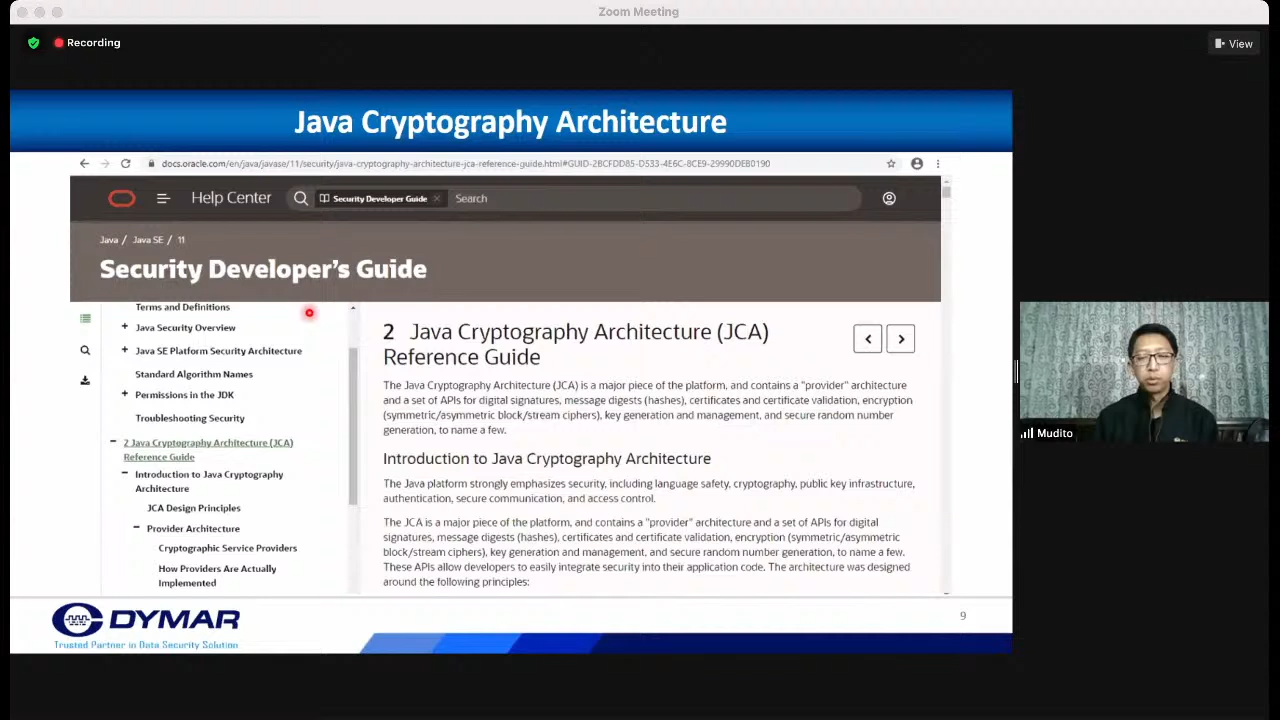 Zoom Meeting
Recording
View
Java Cryptography Architecture
docs.oracle.com/en/java/javase/11/security/java-cryptography-architecture-jca-reference-guide.html#GUID-2BCFDD85-D533-4E6C-8CE9-29990DEB0190
Help Center
Security Developer Guide
Search
Java / Java SE / 11
Security Developer's Guide
Terms and Definitions
+ Java Security Overview
+ Java SE Platform Security Architecture
Standard Algorithm Names
+ Permissions in the JDK
Troubleshooting Security
− 2 Java Cryptography Architecture (JCA)
Reference Guide
− Introduction to Java Cryptography
Architecture
JCA Design Principles
− Provider Architecture
Cryptographic Service Providers
How Providers Are Actually
Implemented
2 Java Cryptography Architecture (JCA)
Reference Guide
The Java Cryptography Architecture (JCA) is a major piece of the platform, and contains a "provider" architecture
and a set of APIs for digital signatures, message digests (hashes), certificates and certificate validation, encryption
(symmetric/asymmetric block/stream ciphers), key generation and management, and secure random number
generation, to name a few.
Introduction to Java Cryptography Architecture
The Java platform strongly emphasizes security, including language safety, cryptography, public key infrastructure,
authentication, secure communication, and access control.
The JCA is a major piece of the platform, and contains a "provider" architecture and a set of APIs for digital
signatures, message digests (hashes), certificates and certificate validation, encryption (symmetric/asymmetric
block/stream ciphers), key generation and management, and secure random number generation, to name a few.
These APIs allow developers to easily integrate security into their application code. The architecture was designed
around the following principles:
Mudito
DYMAR
Trusted Partner in Data Security Solution
9